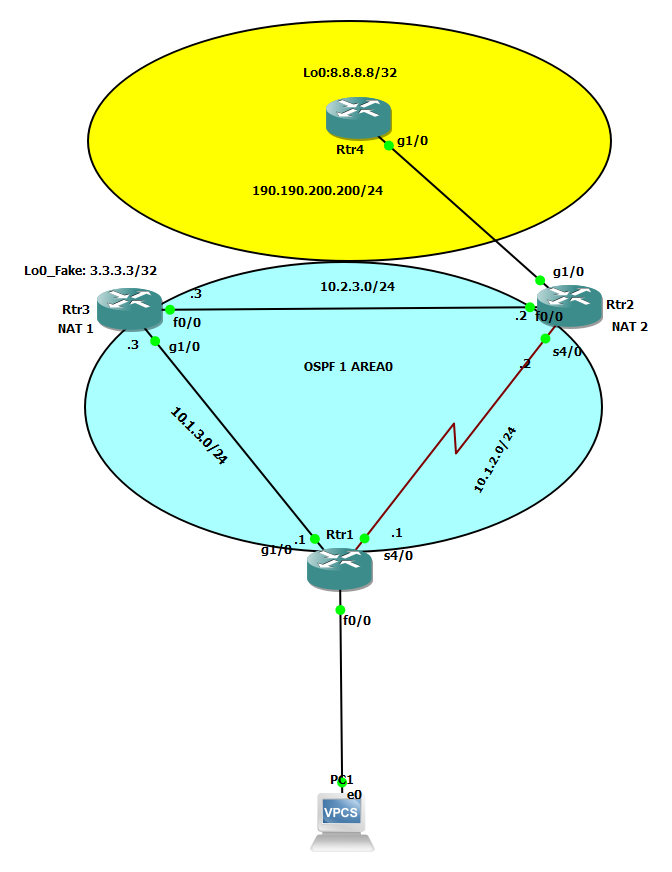 Lo0:8.8.8.8/32
g1/0
Rtr4
190.190.200.200/24
Lo0_Fake: 3.3.3.3/32
g1/0
.3
10.2.3.0/24
Rtr3
f0/0
.2
f0/0
Rtr2
NAT 1
NAT 2
.3
g1/0
s4/0
.2
OSPF 1 AREA0
10.1.3.0/24
10.1.2.0/24
.1
Rtr1
.1
g1/0
s4/0
f0/0
PC1
e0
VPCS